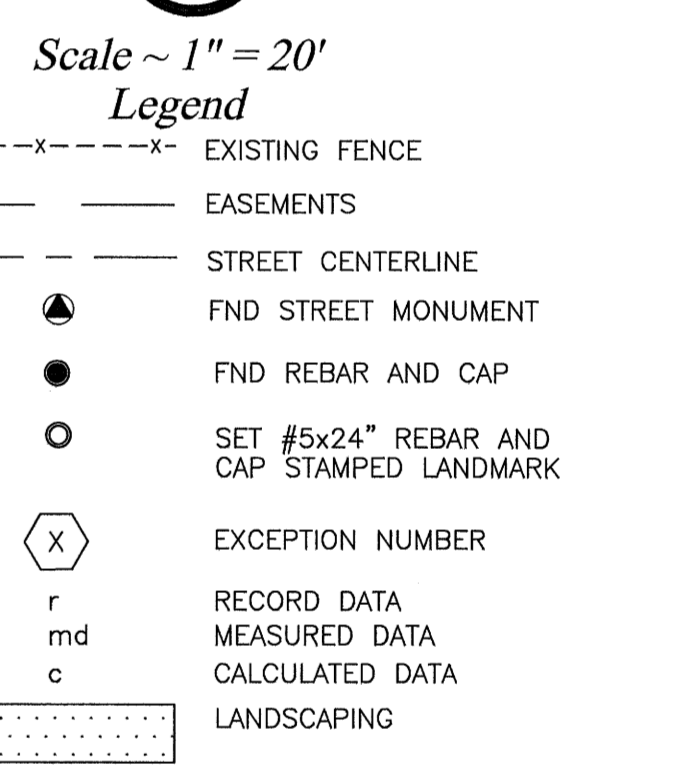 Scale ~ 1" = 20'
Legend
--x----x- EXISTING FENCE
EASEMENTS
STREET CENTERLINE
FND STREET MONUMENT
FND REBAR AND CAP
SET #5x24" REBAR AND
CAP STAMPED LANDMARK
X EXCEPTION NUMBER
r RECORD DATA
md MEASURED DATA
c CALCULATED DATA
LANDSCAPING